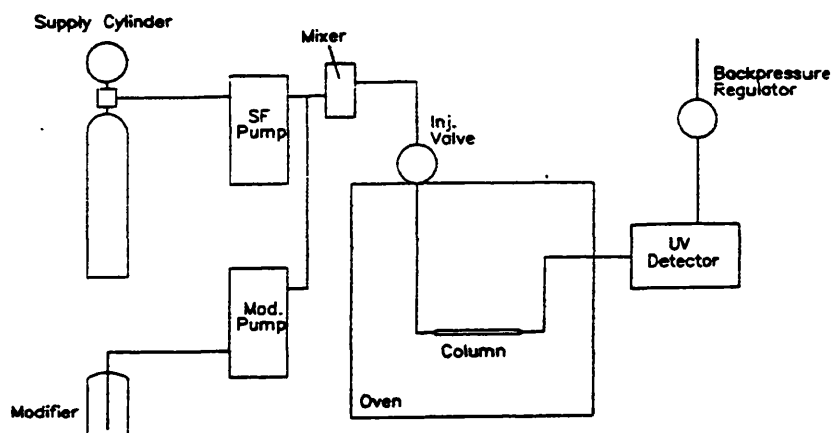 Supply Cylinder
Mixer
Backpressure
Regulator
SF
Pump
Inj.
Valve
UV
Detector
Mod.
Pump
Column
Oven
Modifier